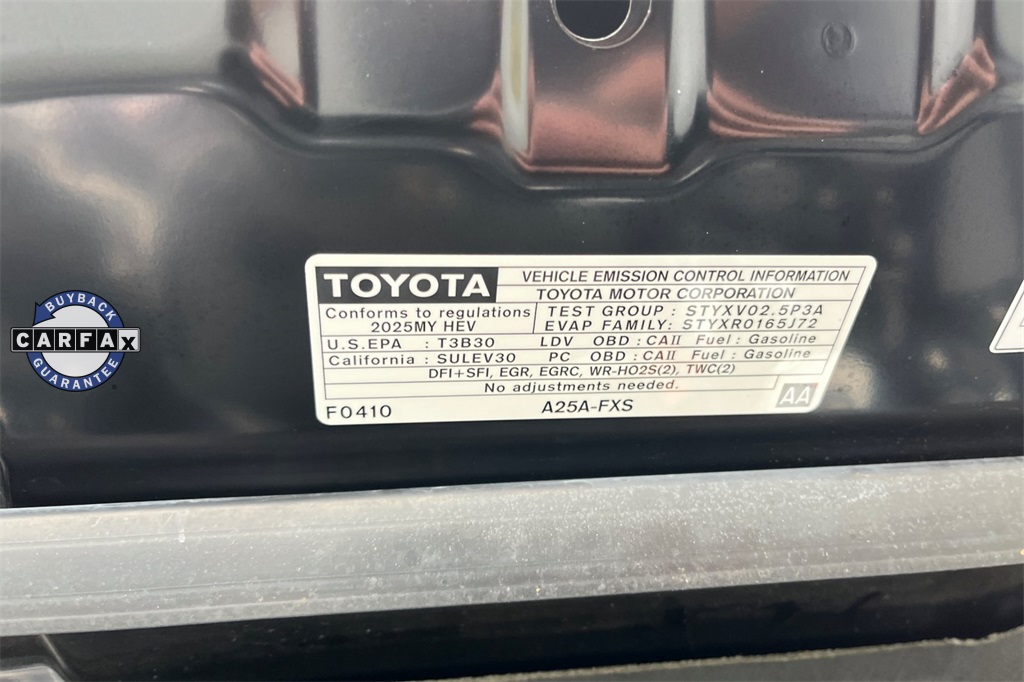 TOYOTA VEHICLE EMISSION CONTROL INFORMATION
TOYOTA MOTOR CORPORATION
Conforms to regulations TEST GROUP : STYXV02.5P3A
2025MY HEV EVAP FAMILY: STYXR0165J72
U.S.EPA : T3B30 LDV OBD : CAII Fuel : Gasoline
California : SULEV30 PC OBD : CAII Fuel : Gasoline
DFI+SFI, EGR, EGRC, WR-HO2S(2), TWC(2)
No adjustments needed.
F0410 A25A-FXS AA
BUYBACK
CARFAX
GUARANTEE